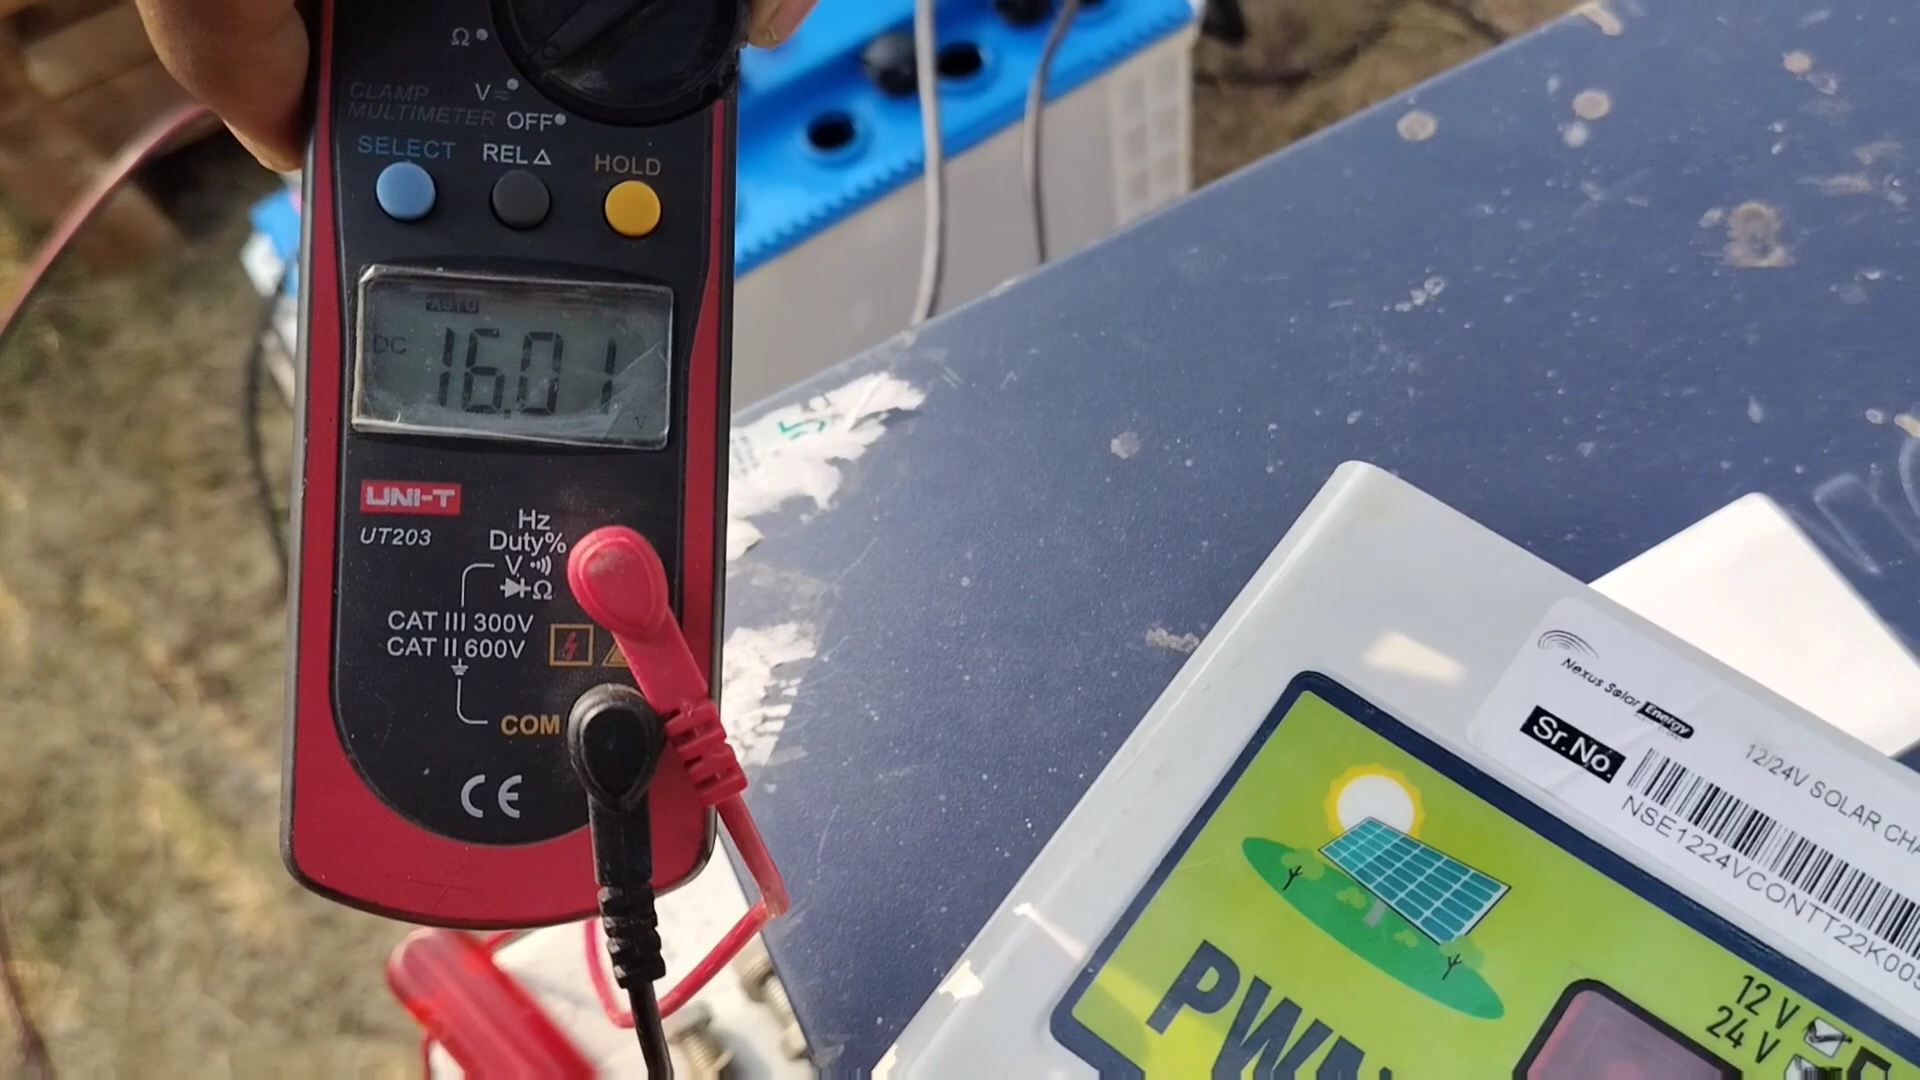 Ω
V
CLAMP
MULTIMETER
OFF
SELECT
REL△
HOLD
AUTO
DC
16.01
V
UNI-T
UT203
Hz
Duty%
V
Ω
CAT III 300V
CAT II 600V
COM
CE
Nexus Solar Energy
Sr.No.
12/24V SOLAR CHA
NSE1224VCONTT22K005
12 V
24 V